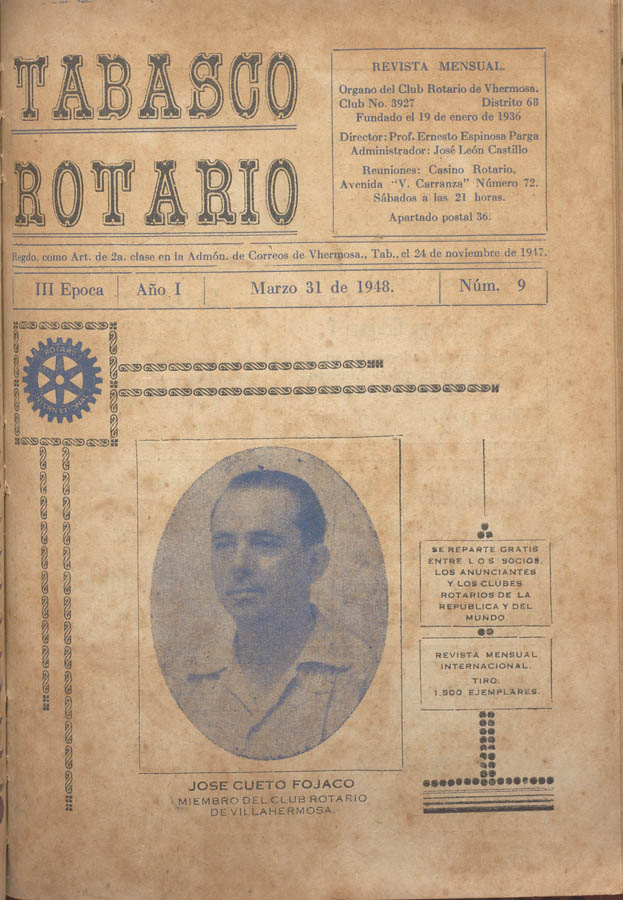 TABASCO
ROTARIO
REVISTA MENSUAL.
Organo del Club Rotario de Vhermosa.
Club No. 3927 Distrito 68
Fundado el 19 de enero de 1936
Director: Prof. Ernesto Espinosa Parga
Administrador: José León Castillo
Reuniones: Casino Rotario,
Avenida "V. Carranza" Número 72.
Sábados a las 21 horas.
Apartado postal 36.
Regdo. como Art. de 2a. clase en la Admón. de Correos de Vhermosa., Tab., el 24 de noviembre de 1947.
III Epoca Año I Marzo 31 de 1948. Núm. 9
ROTARY
INTERNATIONAL
SE REPARTE GRATIS
ENTRE LOS SOCIOS,
LOS ANUNCIANTES
Y LOS CLUBES
ROTARIOS DE LA
REPUBLICA Y DEL
MUNDO
REVISTA MENSUAL
INTERNACIONAL.
TIRO:
1.500 EJEMPLARES.
JOSE CUETO FOJACO
MIEMBRO DEL CLUB ROTARIO
DE VILLAHERMOSA.